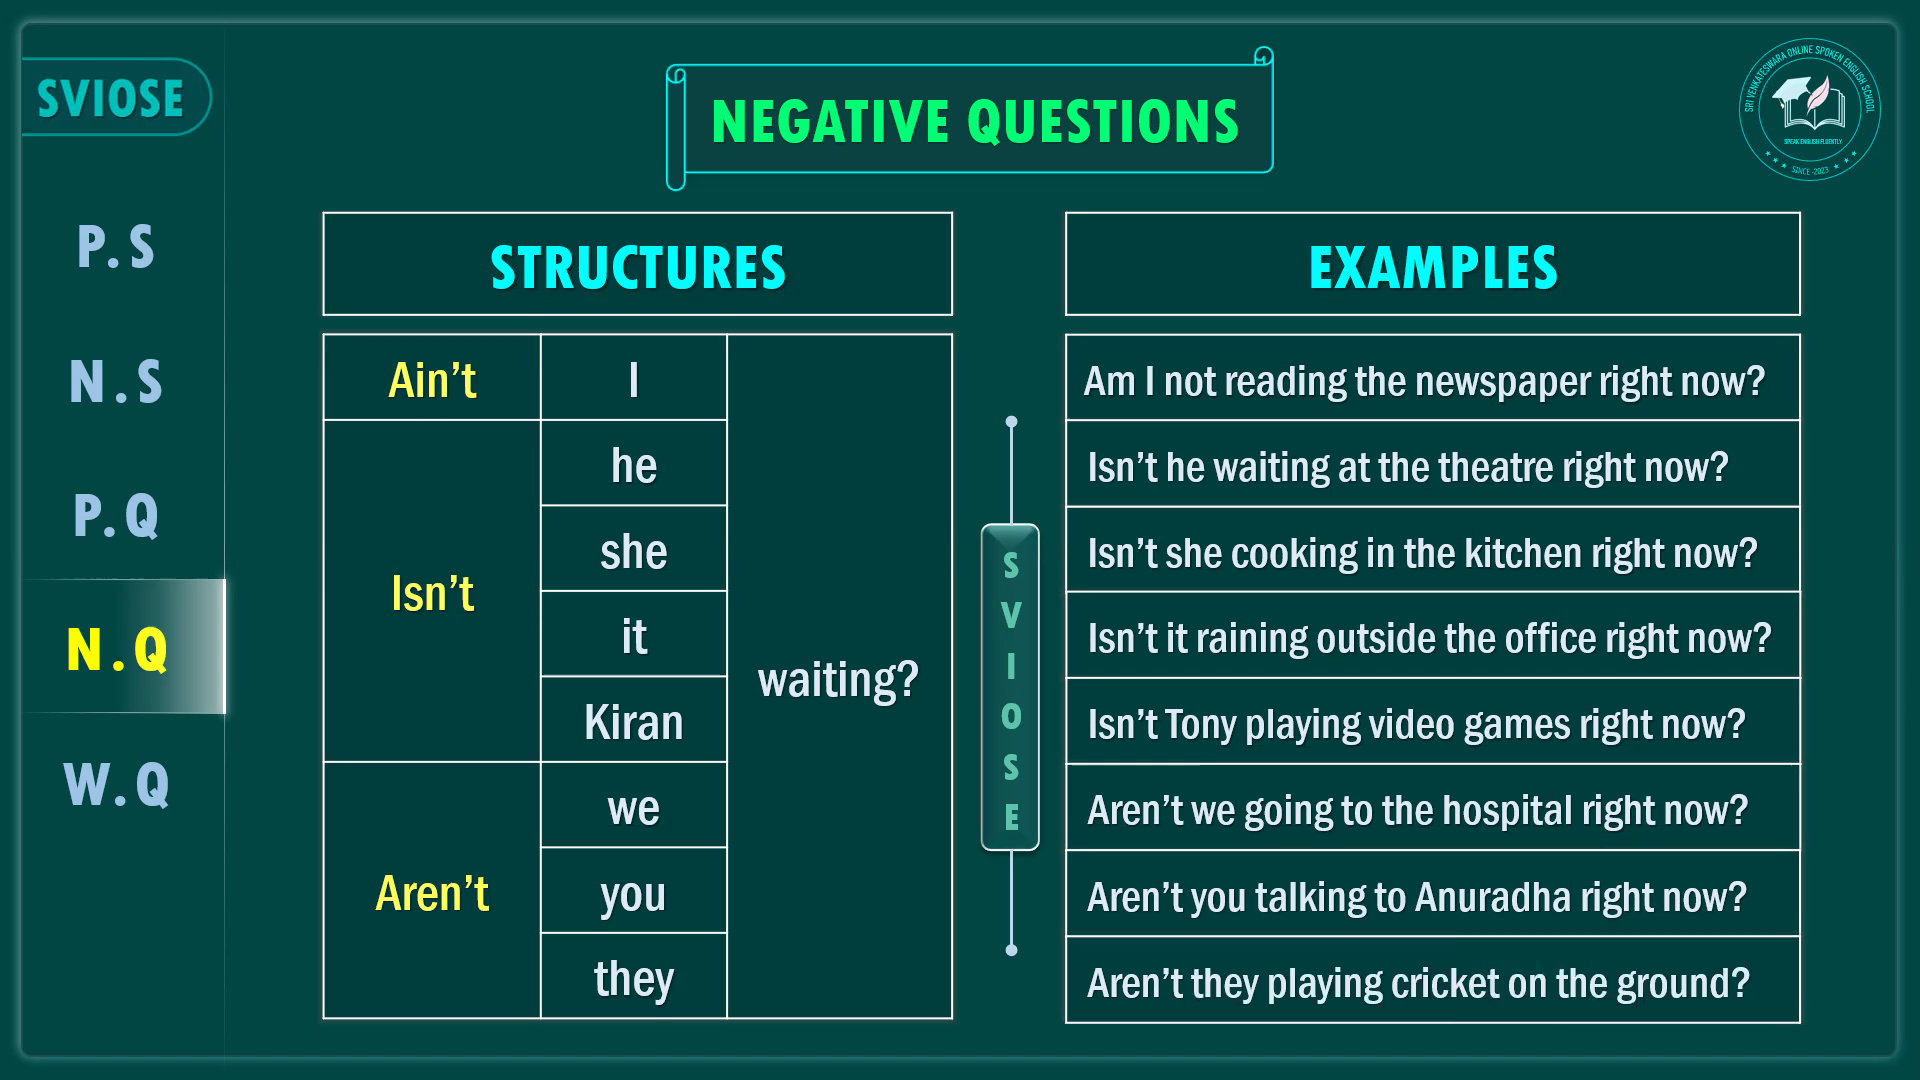 SVIOSE
NEGATIVE QUESTIONS
SRI VENKATESWARA ONLINE SPOKEN ENGLISH SCHOOL
SPEAK ENGLISH FLUENTLY
SINCE -2023
P.S
N.S
P.Q
N.Q
W.Q
STRUCTURES
Ain’t
I
Isn’t
he
she
it
Kiran
Aren’t
we
you
they
waiting?
SVIOSE
EXAMPLES
Am I not reading the newspaper right now?
Isn’t he waiting at the theatre right now?
Isn’t she cooking in the kitchen right now?
Isn’t it raining outside the office right now?
Isn’t Tony playing video games right now?
Aren’t we going to the hospital right now?
Aren’t you talking to Anuradha right now?
Aren’t they playing cricket on the ground?